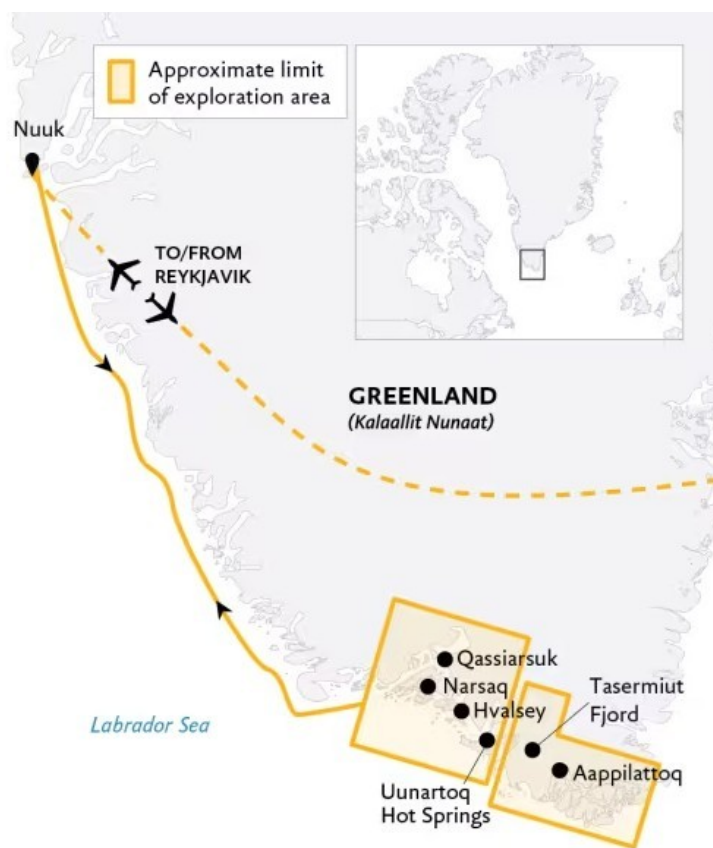 Approximate limit
of exploration area
Nuuk
TO/FROM
REYKJAVIK
GREENLAND
(Kalaallit Nunaat)
Qassiarsuk
Narsaq
Hvalsey
Tasermiut
Fjord
Labrador Sea
Aappilattoq
Uunartoq
Hot Springs